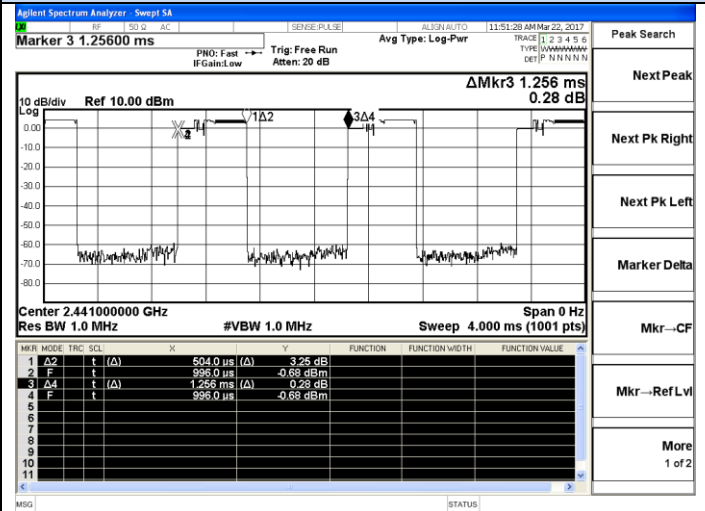 Agilent Spectrum Analyzer - Swept SA
RF 50 Ω AC SENSE:PULSE ALIGN AUTO 11:51:28 AM Mar 22, 2017
Marker 3 1.25600 ms
PNO: Fast Trig: Free Run
IFGain:Low Atten: 20 dB
Avg Type: Log-Pwr
TRACE 1 2 3 4 5 6
TYPE WWWWWW
DET P N N N N N
Peak Search
Next Peak
Next Pk Right
Next Pk Left
Marker Delta
Mkr→CF
Mkr→Ref Lvl
More
1 of 2
ΔMkr3 1.256 ms
0.28 dB
10 dB/div Ref 10.00 dBm
Log
1Δ2 3Δ4
0.00
-10.0
-20.0
-30.0
-40.0
-50.0
-60.0
-70.0
-80.0
Center 2.441000000 GHz Span 0 Hz
Res BW 1.0 MHz #VBW 1.0 MHz Sweep 4.000 ms (1001 pts)
MKR MODE TRC SCL X Y FUNCTION FUNCTION WIDTH FUNCTION VALUE
1 Δ2 t (Δ) 504.0 µs (Δ) 3.25 dB
2 F t 996.0 µs -0.68 dBm
3 Δ4 t (Δ) 1.256 ms (Δ) 0.28 dB
4 F t 996.0 µs -0.68 dBm
5
6
7
8
9
10
11
MSG STATUS